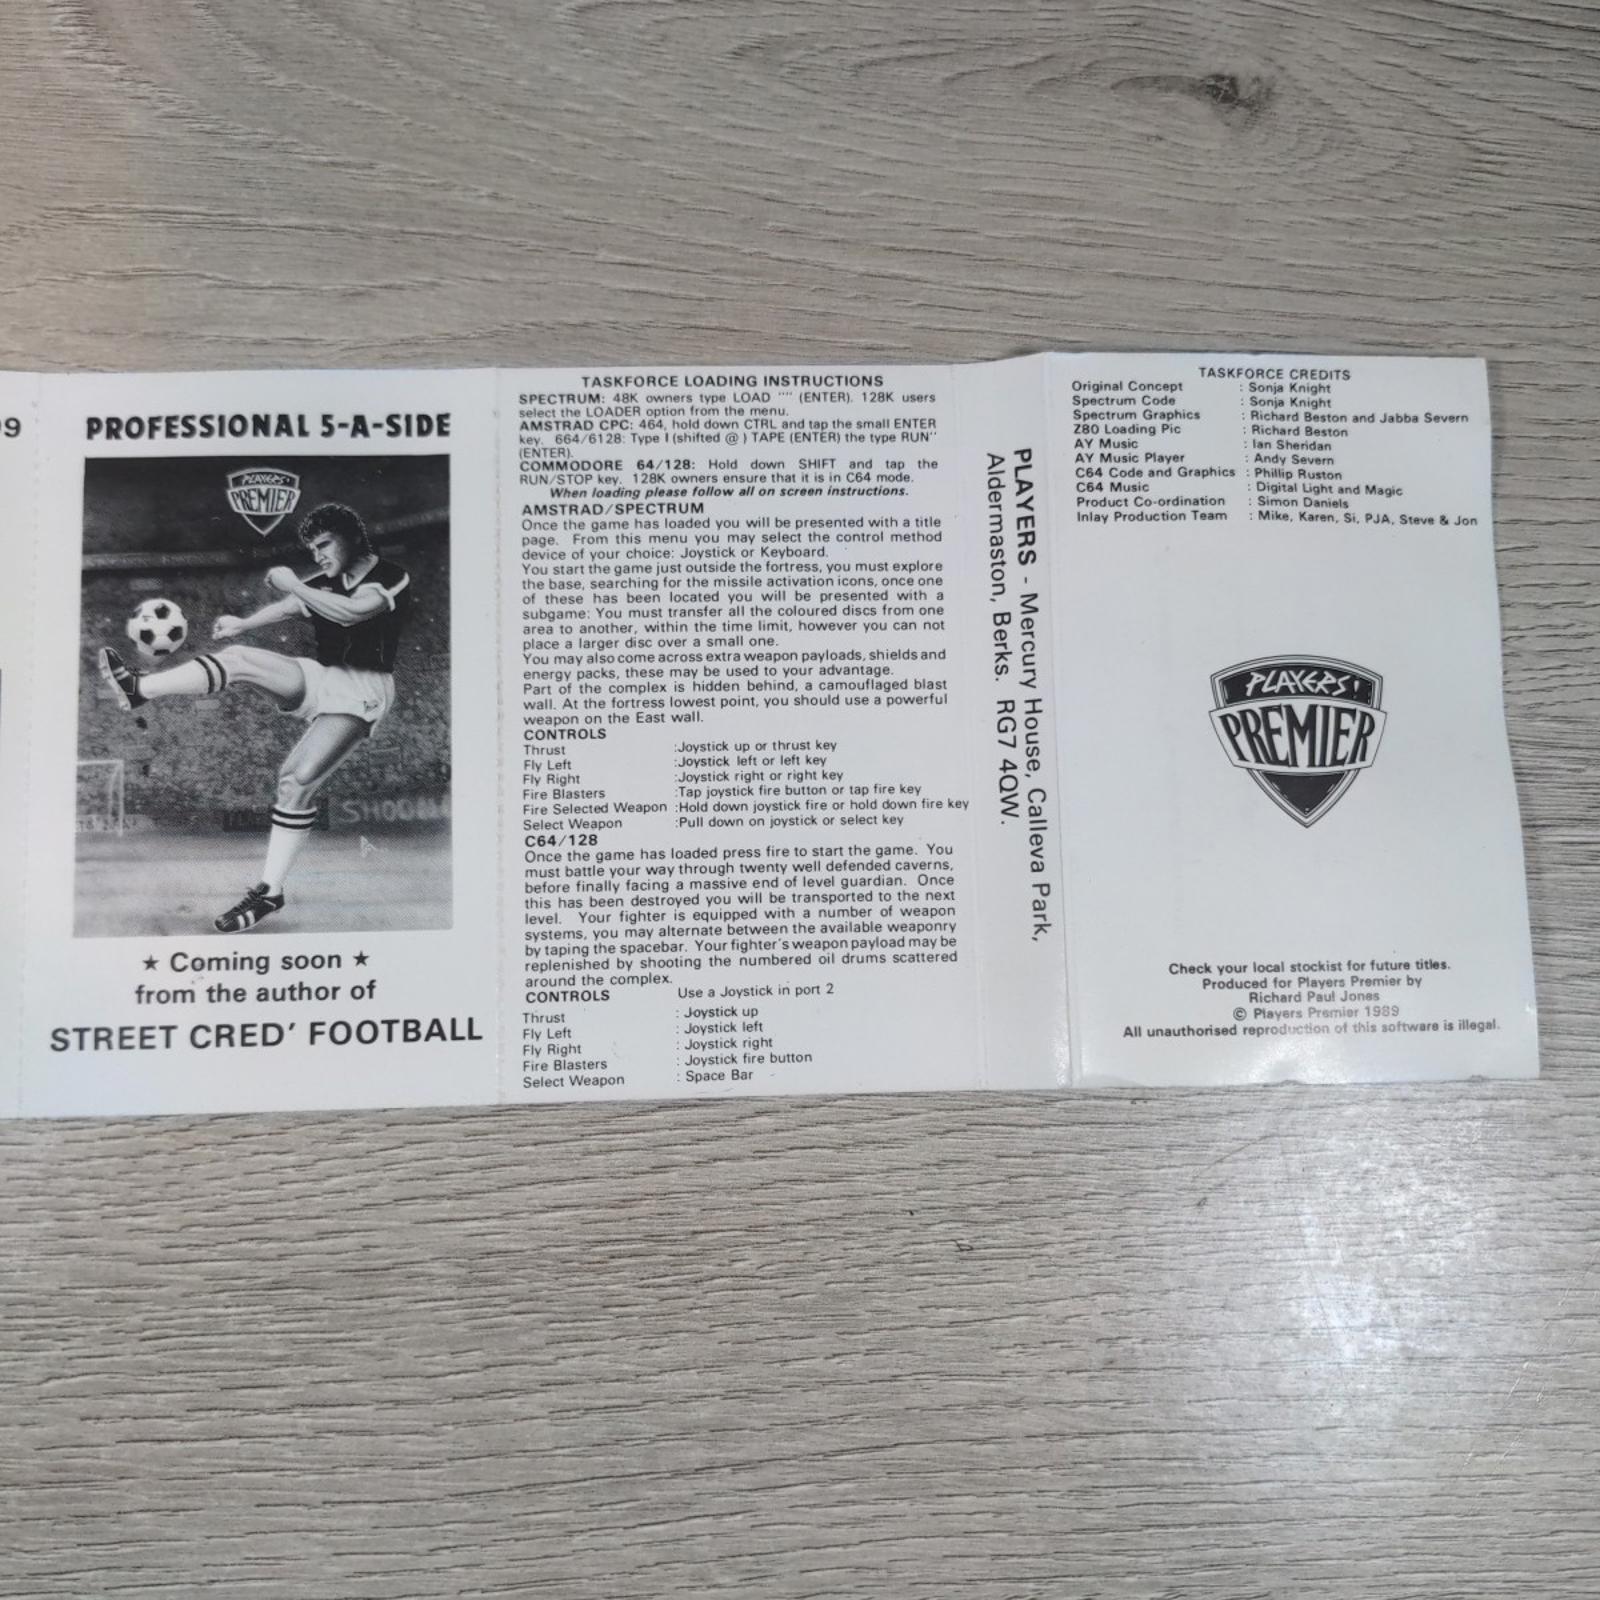 9
PROFESSIONAL 5-A-SIDE
PLAYERS
PREMIER
SHOO
★ Coming soon ★
from the author of
STREET CRED' FOOTBALL
TASKFORCE LOADING INSTRUCTIONS
SPECTRUM: 48K owners type LOAD "" (ENTER). 128K users
select the LOADER option from the menu.
AMSTRAD CPC: 464, hold down CTRL and tap the small ENTER
key. 664/6128: Type I (shifted @ ) TAPE (ENTER) the type RUN"
(ENTER).
COMMODORE 64/128: Hold down SHIFT and tap the
RUN/STOP key. 128K owners ensure that it is in C64 mode.
When loading please follow all on screen instructions.
AMSTRAD/SPECTRUM
Once the game has loaded you will be presented with a title
page. From this menu you may select the control method
device of your choice: Joystick or Keyboard.
You start the game just outside the fortress, you must explore
the base, searching for the missile activation icons, once one
of these has been located you will be presented with a
subgame: You must transfer all the coloured discs from one
area to another, within the time limit, however you can not
place a larger disc over a small one.
You may also come across extra weapon payloads, shields and
energy packs, these may be used to your advantage.
Part of the complex is hidden behind, a camouflaged blast
wall. At the fortress lowest point, you should use a powerful
weapon on the East wall.
CONTROLS
Thrust :Joystick up or thrust key
Fly Left :Joystick left or left key
Fly Right :Joystick right or right key
Fire Blasters :Tap joystick fire button or tap fire key
Fire Selected Weapon :Hold down joystick fire or hold down fire key
Select Weapon :Pull down on joystick or select key
C64/128
Once the game has loaded press fire to start the game. You
must battle your way through twenty well defended caverns,
before finally facing a massive end of level guardian. Once
this has been destroyed you will be transported to the next
level. Your fighter is equipped with a number of weapon
systems, you may alternate between the available weaponry
by taping the spacebar. Your fighter's weapon payload may be
replenished by shooting the numbered oil drums scattered
around the complex.
CONTROLS Use a Joystick in port 2
Thrust : Joystick up
Fly Left : Joystick left
Fly Right : Joystick right
Fire Blasters : Joystick fire button
Select Weapon : Space Bar
PLAYERS - Mercury House, Calleva Park,
Aldermaston, Berks. RG7 4QW.
TASKFORCE CREDITS
Original Concept : Sonja Knight
Spectrum Code : Sonja Knight
Spectrum Graphics : Richard Beston and Jabba Severn
Z80 Loading Pic : Richard Beston
AY Music : Ian Sheridan
AY Music Player : Andy Severn
C64 Code and Graphics : Phillip Ruston
C64 Music : Digital Light and Magic
Product Co-ordination : Simon Daniels
Inlay Production Team : Mike, Karen, Si, PJA, Steve & Jon
PLAYERS
PREMIER
Check your local stockist for future titles.
Produced for Players Premier by
Richard Paul Jones
© Players Premier 1989
All unauthorised reproduction of this software is illegal.